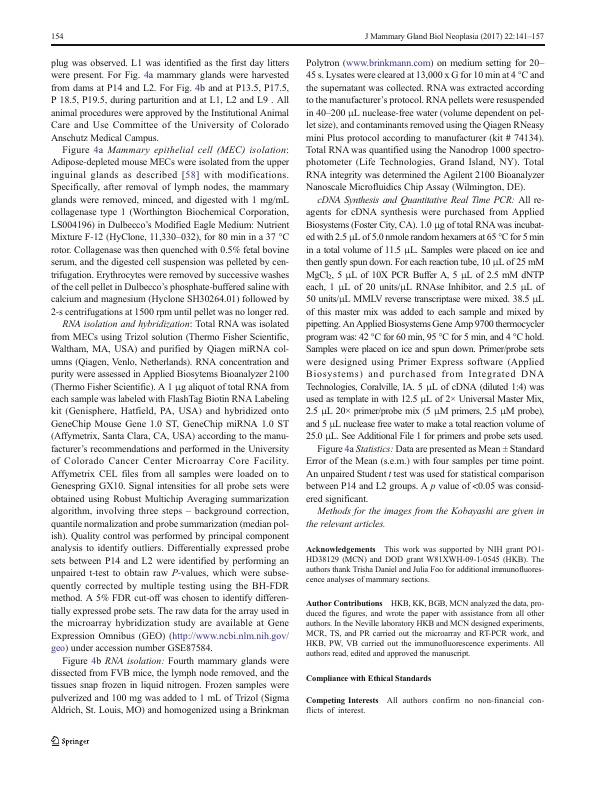 154
J Mammary Gland Biol Neoplasia (2017) 22:141–157
plug was observed. L1 was identified as the first day litters
were present. For Fig. 4a mammary glands were harvested
from dams at P14 and L2. For Fig. 4b and at P13.5, P17.5,
P 18.5, P19.5, during parturition and at L1, L2 and L9 . All
animal procedures were approved by the Institutional Animal
Care and Use Committee of the University of Colorado
Anschutz Medical Campus.
Figure 4a Mammary epithelial cell (MEC) isolation:
Adipose-depleted mouse MECs were isolated from the upper
inguinal glands as described [58] with modifications.
Specifically, after removal of lymph nodes, the mammary
glands were removed, minced, and digested with 1 mg/mL
collagenase type 1 (Worthington Biochemical Corporation,
LS004196) in Dulbecco's Modified Eagle Medium: Nutrient
Mixture F-12 (HyClone, 11,330–032), for 80 min in a 37 °C
rotor. Collagenase was then quenched with 0.5% fetal bovine
serum, and the digested cell suspension was pelleted by cen-
trifugation. Erythrocytes were removed by successive washes
of the cell pellet in Dulbecco's phosphate-buffered saline with
calcium and magnesium (Hyclone SH30264.01) followed by
2-s centrifugations at 1500 rpm until pellet was no longer red.
RNA isolation and hybridization: Total RNA was isolated
from MECs using Trizol solution (Thermo Fisher Scientific,
Waltham, MA, USA) and purified by Qiagen miRNA col-
umns (Qiagen, Venlo, Netherlands). RNA concentration and
purity were assessed in Applied Biosytems Bioanalyzer 2100
(Thermo Fisher Scientific). A 1 μg aliquot of total RNA from
each sample was labeled with FlashTag Biotin RNA Labeling
kit (Genisphere, Hatfield, PA, USA) and hybridized onto
GeneChip Mouse Gene 1.0 ST, GeneChip miRNA 1.0 ST
(Affymetrix, Santa Clara, CA, USA) according to the manu-
facturer's recommendations and performed in the University
of Colorado Cancer Center Microarray Core Facility.
Affymetrix CEL files from all samples were loaded on to
Genespring GX10. Signal intensities for all probe sets were
obtained using Robust Multichip Averaging summarization
algorithm, involving three steps – background correction,
quantile normalization and probe summarization (median pol-
ish). Quality control was performed by principal component
analysis to identify outliers. Differentially expressed probe
sets between P14 and L2 were identified by performing an
unpaired t-test to obtain raw P-values, which were subse-
quently corrected by multiple testing using the BH-FDR
method. A 5% FDR cut-off was chosen to identify differen-
tially expressed probe sets. The raw data for the array used in
the microarray hybridization study are available at Gene
Expression Omnibus (GEO) (http://www.ncbi.nlm.nih.gov/
geo) under accession number GSE87584.
Figure 4b RNA isolation: Fourth mammary glands were
dissected from FVB mice, the lymph node removed, and the
tissues snap frozen in liquid nitrogen. Frozen samples were
pulverized and 100 mg was added to 1 mL of Trizol (Sigma
Aldrich, St. Louis, MO) and homogenized using a Brinkman
Polytron (www.brinkmann.com) on medium setting for 20–
45 s. Lysates were cleared at 13,000 x G for 10 min at 4 °C and
the supernatant was collected. RNA was extracted according
to the manufacturer's protocol. RNA pellets were resuspended
in 40–200 μL nuclease-free water (volume dependent on pel-
let size), and contaminants removed using the Qiagen RNeasy
mini Plus protocol according to manufacturer (kit # 74134).
Total RNA was quantified using the Nanodrop 1000 spectro-
photometer (Life Technologies, Grand Island, NY). Total
RNA integrity was determined the Agilent 2100 Bioanalyzer
Nanoscale Microfluidics Chip Assay (Wilmington, DE).
cDNA Synthesis and Quantitative Real Time PCR: All re-
agents for cDNA synthesis were purchased from Applied
Biosystems (Foster City, CA). 1.0 μg of total RNA was incubat-
ed with 2.5 μL of 5.0 mmole random hexamers at 65 °C for 5 min
in a total volume of 11.5 μL. Samples were placed on ice and
then gently spun down. For each reaction tube, 10 μL of 25 mM
MgCl2, 5 μL of 10X PCR Buffer A, 5 μL of 2.5 mM dNTP
each, 1 μL of 20 units/μL RNAse Inhibitor, and 2.5 μL of
50 units/μL MMLV reverse transcriptase were mixed. 38.5 μL
of this master mix was added to each sample and mixed by
pipetting. An Applied Biosystems Gene Amp 9700 thermocycler
program was: 42 °C for 60 min, 95 °C for 5 min, and 4 °C hold.
Samples were placed on ice and spun down. Primer/probe sets
were designed using Primer Express software (Applied
Biosystems) and purchased from Integrated DNA
Technologies, Coralville, IA. 5 μL of cDNA (diluted 1:4) was
used as template in with 12.5 μL of 2× Universal Master Mix,
2.5 μL 20× primer/probe mix (5 μM primers, 2.5 μM probe),
and 5 μL nuclease free water to make a total reaction volume of
25.0 μL. See Additional File 1 for primers and probe sets used.
Figure 4a Statistics: Data are presented as Mean ± Standard
Error of the Mean (s.e.m.) with four samples per time point.
An unpaired Student t test was used for statistical comparison
between P14 and L2 groups. A p value of <0.05 was consid-
ered significant.
Methods for the images from the Kobayashi are given in
the relevant articles.
Acknowledgements This work was supported by NIH grant PO1-
HD38129 (MCN) and DOD grant W81XWH-09-1-0545 (HKB). The
authors thank Trisha Daniel and Julia Foo for additional immunofluores-
cence analyses of mammary sections.
Author Contributions HKB, KK, BGB, MCN analyzed the data, pro-
duced the figures, and wrote the paper with assistance from all other
authors. In the Neville laboratory HKB and MCN designed experiments,
MCR, TS, and PR carried out the microarray and RT-PCR work, and
HKB, PW, VB carried out the immunofluorescence experiments. All
authors read, edited and approved the manuscript.
Compliance with Ethical Standards
Competing Interests All authors confirm no non-financial con-
flicts of interest.
Springer